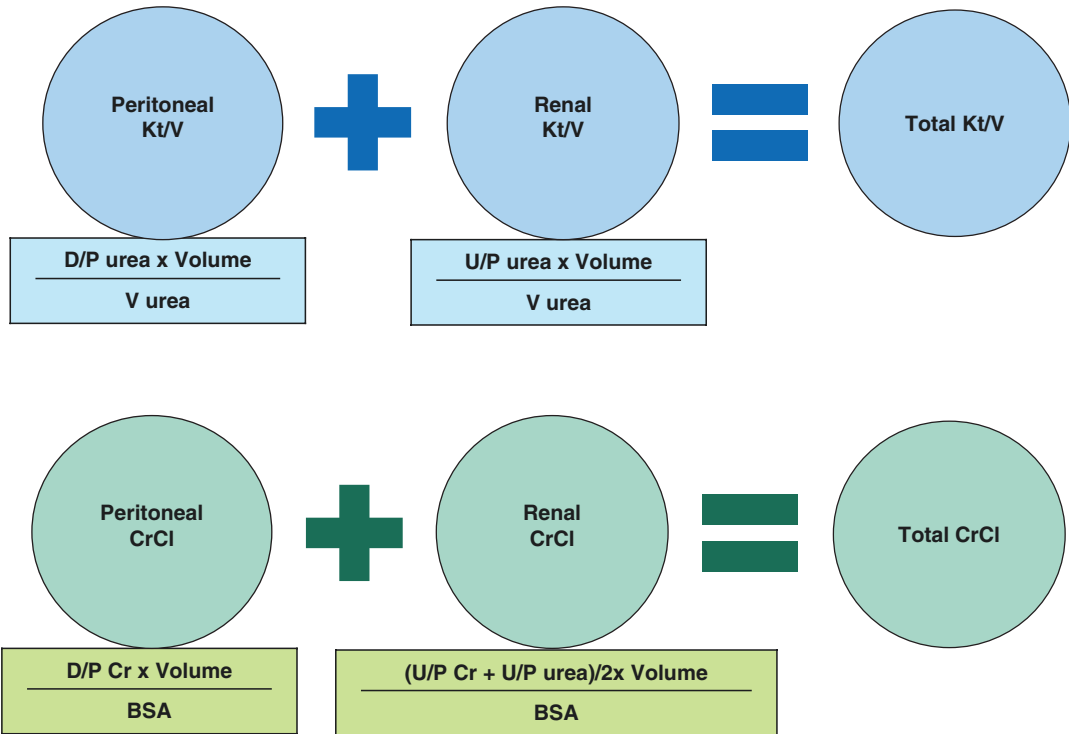 Peritoneal
Kt/V
Renal
Kt/V
Total Kt/V
D/P urea x Volume
V urea
U/P urea x Volume
V urea
Peritoneal
CrCl
Renal
CrCl
Total CrCl
D/P Cr x Volume
BSA
(U/P Cr + U/P urea)/2x Volume
BSA